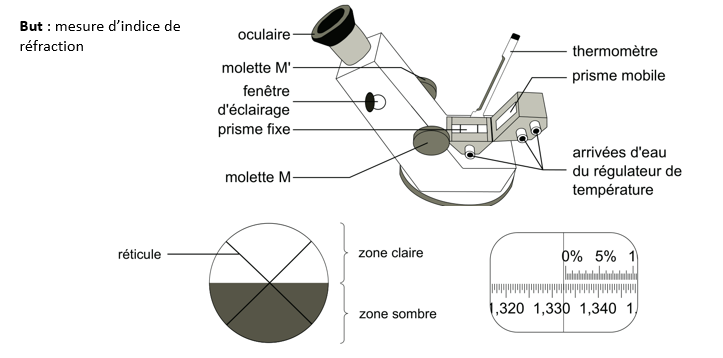 But : mesure d’indice de
réfraction
oculaire
molette M'
fenêtre
d'éclairage
prisme fixe
molette M
thermomètre
prisme mobile
arrivées d'eau
du régulateur de
température
réticule
zone claire
zone sombre
0% 5% 1
1,320 1,330 1,340 1.